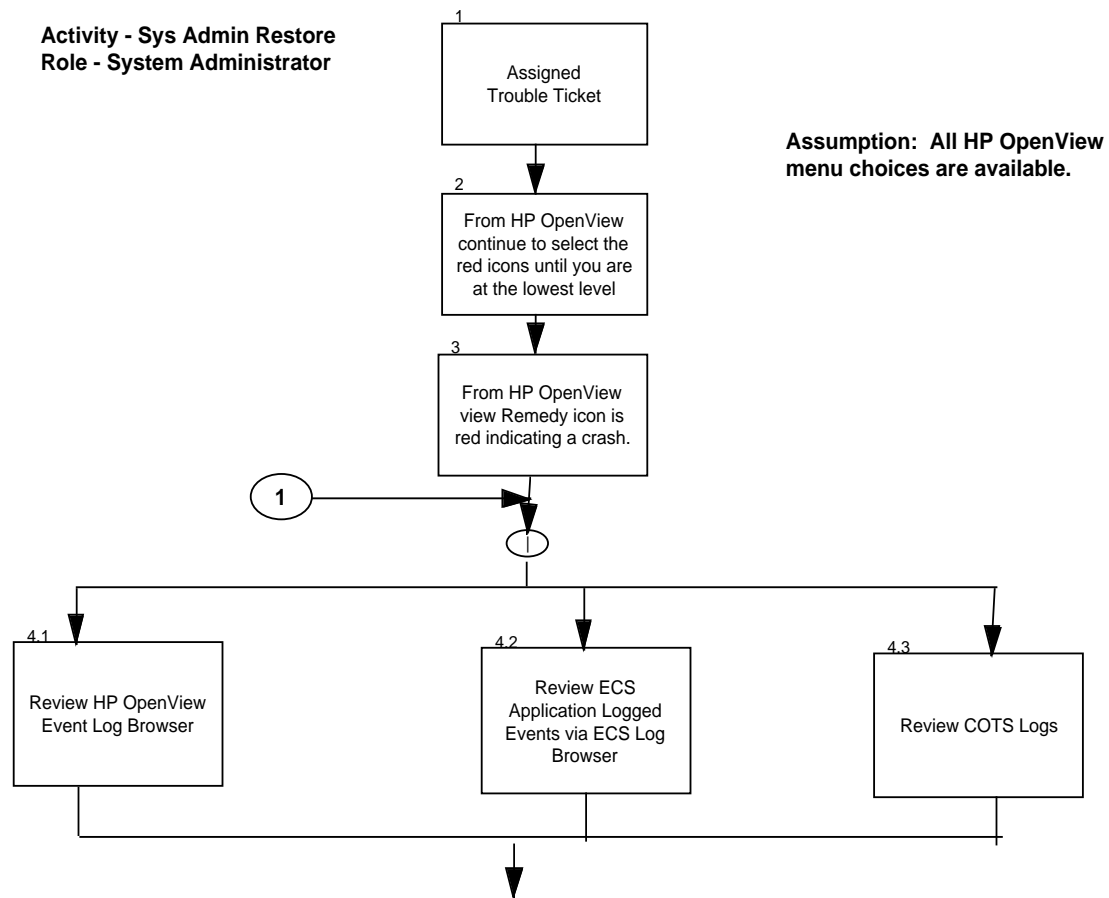 Activity - Sys Admin Restore
Role - System Administrator
1
Assigned
Trouble Ticket
Assumption:  All HP OpenView
menu choices are available.
2
From HP OpenView
continue to select the
red icons until you are
at the lowest level
3
From HP OpenView
view Remedy icon is
red indicating a crash.
1
|
4.1
Review HP OpenView
Event Log Browser
4.2
Review ECS
Application Logged
Events via ECS Log
Browser
4.3
Review COTS Logs